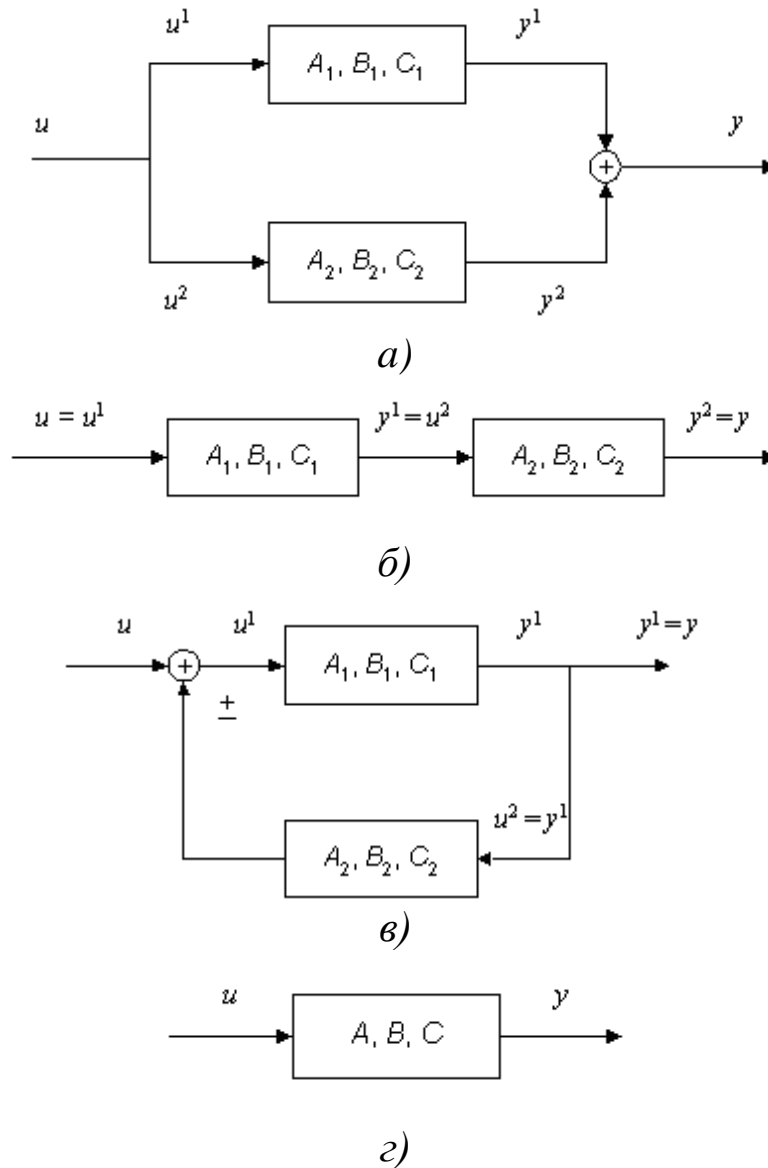 u¹ y¹
A₁, B₁, C₁
u y
+
A₂, B₂, C₂
u² y²
а)
u = u¹ y¹=u² y²=y
A₁, B₁, C₁ A₂, B₂, C₂
б)
u u¹ y¹ y¹=y
+ A₁, B₁, C₁
±
u²=y¹
A₂, B₂, C₂
в)
u y
A, B, C
г)